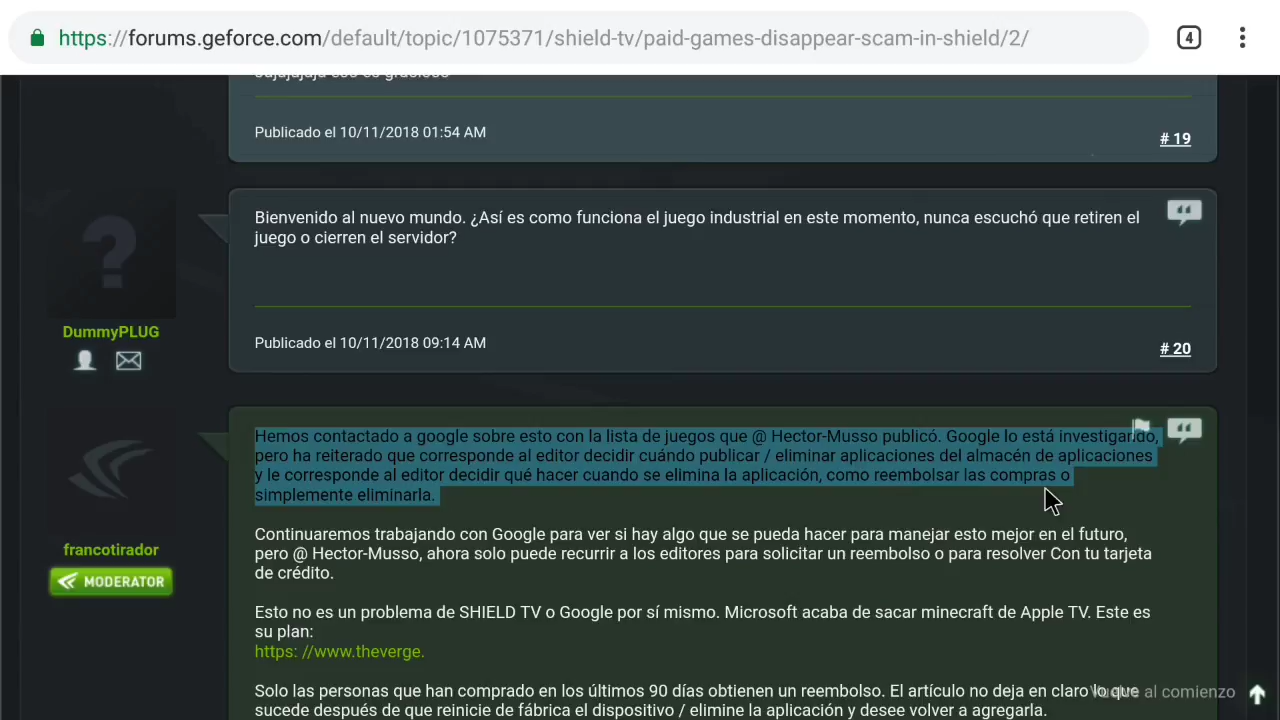 https://forums.geforce.com/default/topic/1075371/shield-tv/paid-games-disappear-scam-in-shield/2/
4
Publicado el 10/11/2018 01:54 AM
# 19
Bienvenido al nuevo mundo. ¿Así es como funciona el juego industrial en este momento, nunca escuchó que retiren el
juego o cierren el servidor?
DummyPLUG
Publicado el 10/11/2018 09:14 AM
# 20
Hemos contactado a google sobre esto con la lista de juegos que @ Hector-Musso publicó. Google lo está investigando,
pero ha reiterado que corresponde al editor decidir cuándo publicar / eliminar aplicaciones del almacén de aplicaciones
y le corresponde al editor decidir qué hacer cuando se elimina la aplicación, como reembolsar las compras o
simplemente eliminarla.
francotirador
MODERATOR
Continuaremos trabajando con Google para ver si hay algo que se pueda hacer para manejar esto mejor en el futuro,
pero @ Hector-Musso, ahora solo puede recurrir a los editores para solicitar un reembolso o para resolver Con tu tarjeta
de crédito.
Esto no es un problema de SHIELD TV o Google por sí mismo. Microsoft acaba de sacar minecraft de Apple TV. Este es
su plan:
https: //www.theverge.
Solo las personas que han comprado en los últimos 90 días obtienen un reembolso. El artículo no deja en claro lo que
sucede después de que reinicie de fábrica el dispositivo / elimine la aplicación y desee volver a agregarla.
Vuelve al comienzo